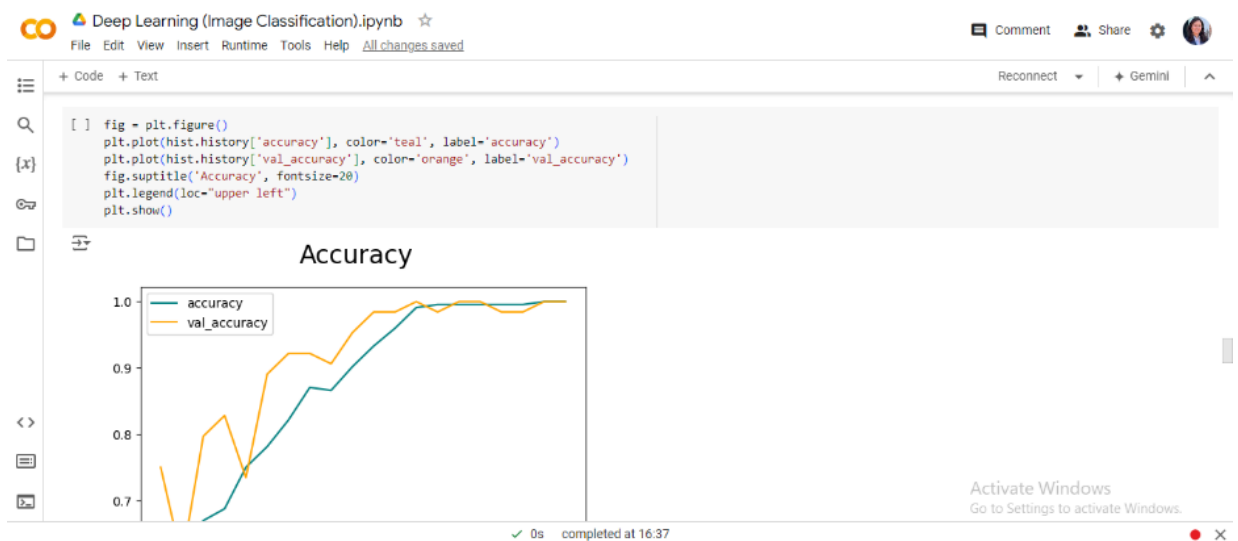 Deep Learning (Image Classification).ipynb
File Edit View Insert Runtime Tools Help All changes saved
Comment Share
+ Code + Text
Reconnect Gemini
[ ] fig = plt.figure()
plt.plot(hist.history['accuracy'], color='teal', label='accuracy')
plt.plot(hist.history['val_accuracy'], color='orange', label='val_accuracy')
fig.suptitle('Accuracy', fontsize=20)
plt.legend(loc="upper left")
plt.show()
{x}
Accuracy
1.0
accuracy
val_accuracy
0.9
0.8
0.7
Activate Windows
Go to Settings to activate Windows.
✓ 0s completed at 16:37